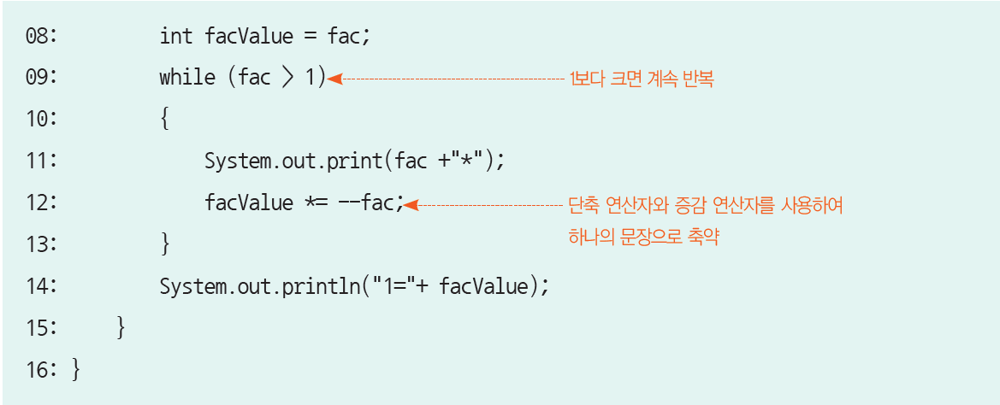 08:         int facValue = fac;
09:         while (fac > 1) 1보다 크면 계속 반복
10:         {
11:             System.out.print(fac +"*");
12:             facValue *= --fac; 단축 연산자와 증감 연산자를 사용하여
하나의 문장으로 축약
13:         }
14:         System.out.println("1="+ facValue);
15:     }
16: }